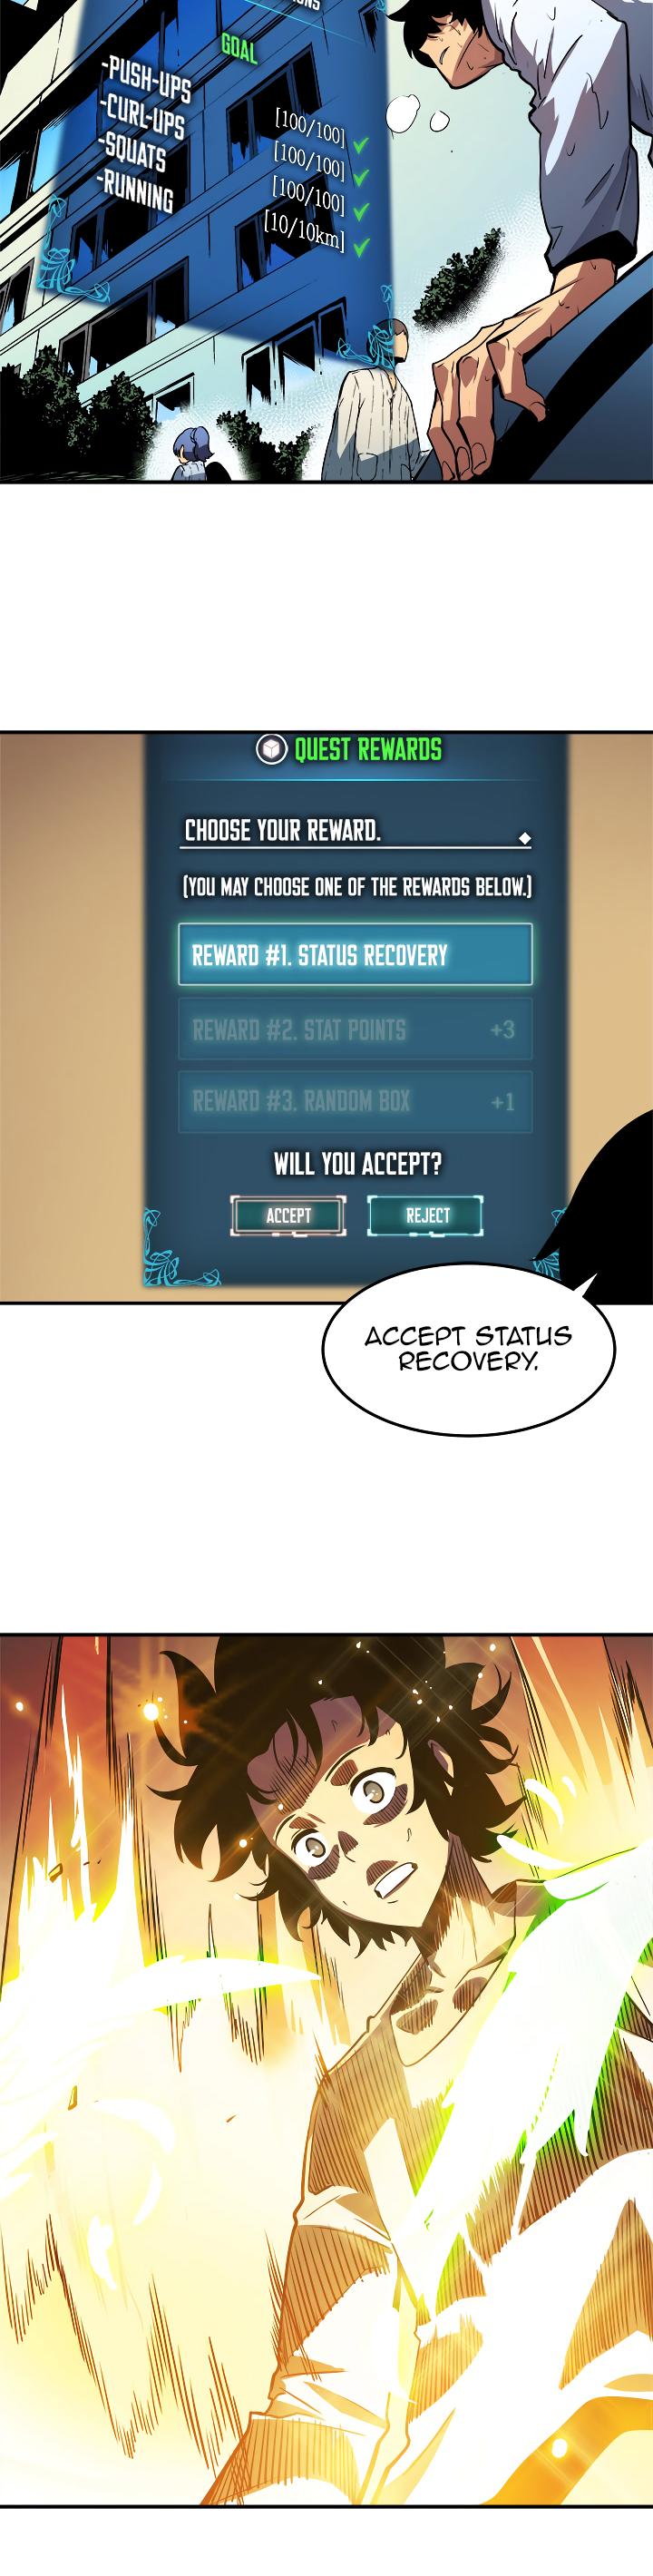 GOAL
-PUSH-UPS [100/100]
-CURL-UPS [100/100]
-SQUATS [100/100]
-RUNNING [10/10km]
QUEST REWARDS
CHOOSE YOUR REWARD.
(YOU MAY CHOOSE ONE OF THE REWARDS BELOW.)
REWARD #1. STATUS RECOVERY
REWARD #2. STAT POINTS +3
REWARD #3. RANDOM BOX +1
WILL YOU ACCEPT?
ACCEPT REJECT
ACCEPT STATUS
RECOVERY.